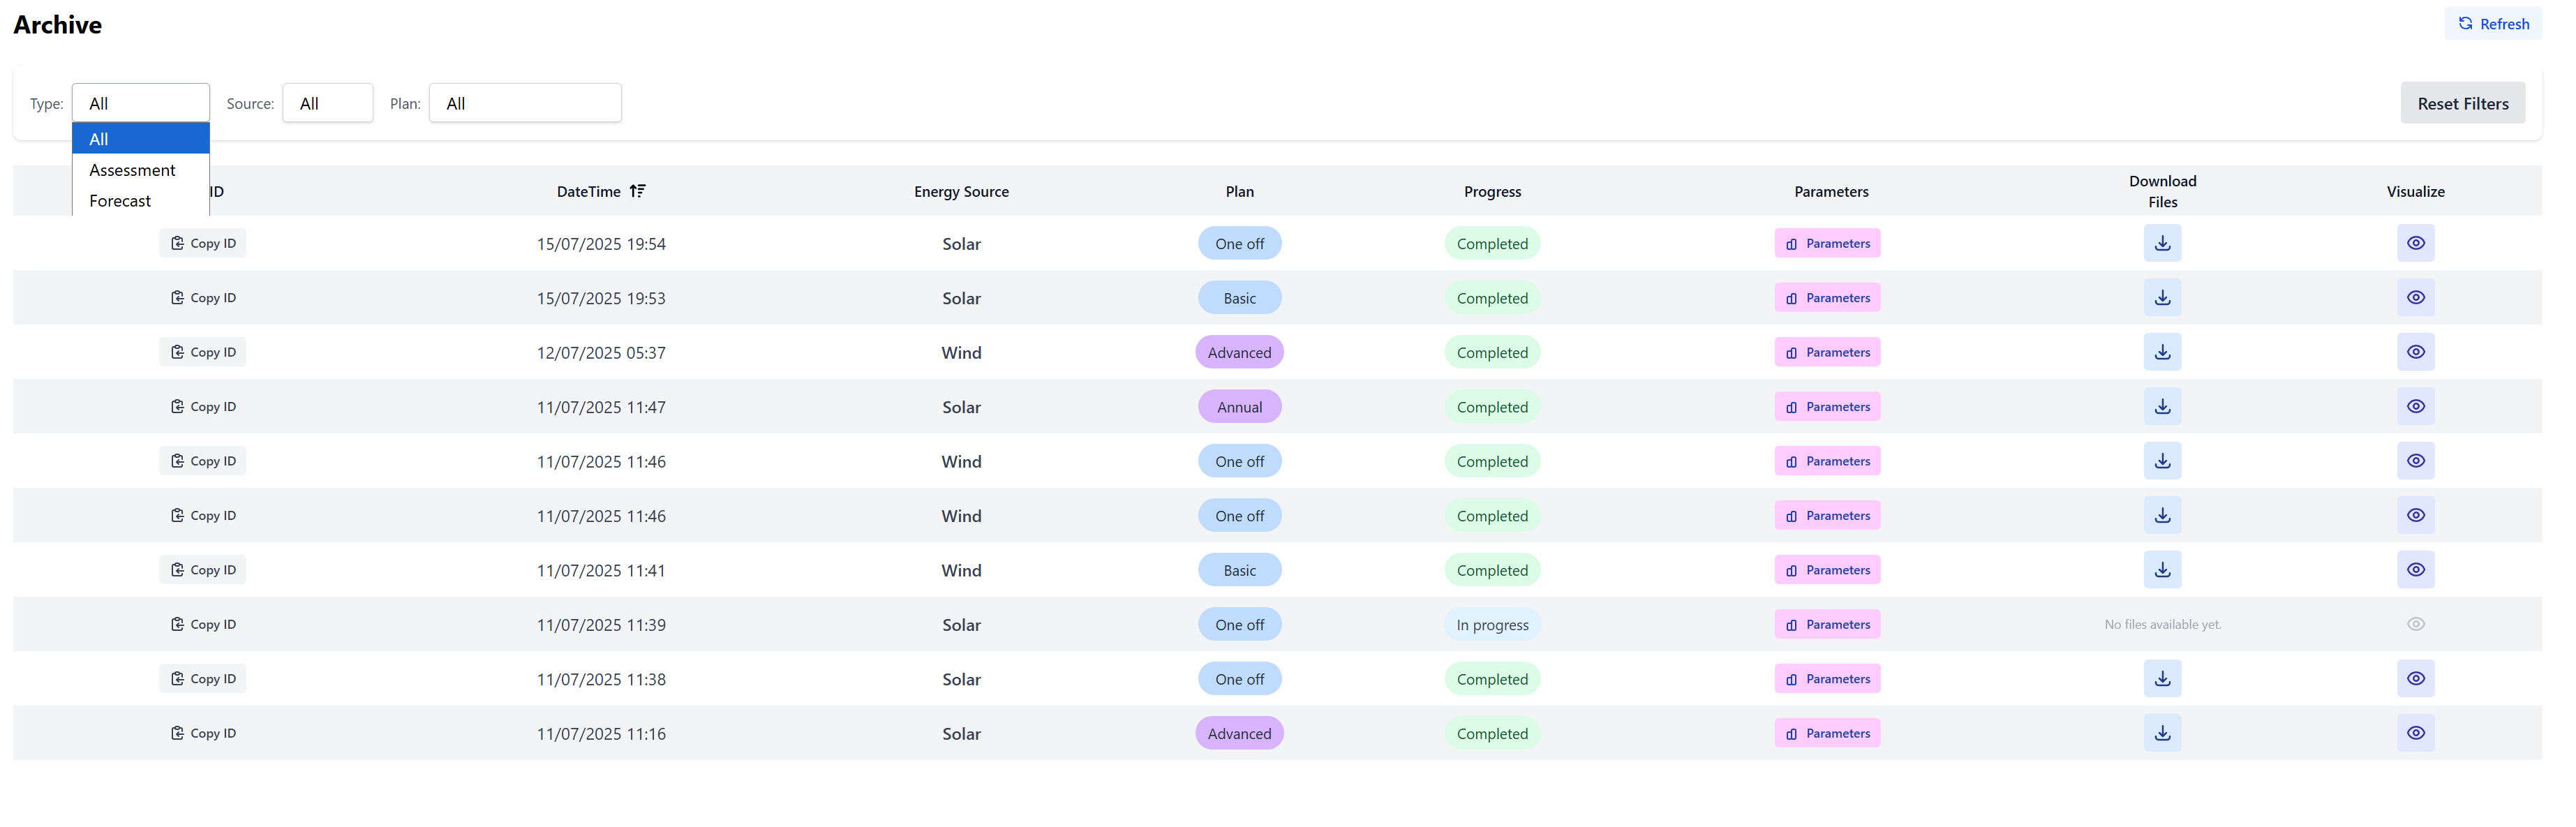 Archive
Refresh
Type: All Source: All Plan: All Reset Filters
All
Assessment
Forecast
ID DateTime Energy Source Plan Progress Parameters Download Files Visualize
Copy ID 15/07/2025 19:54 Solar One off Completed Parameters
Copy ID 15/07/2025 19:53 Solar Basic Completed Parameters
Copy ID 12/07/2025 05:37 Wind Advanced Completed Parameters
Copy ID 11/07/2025 11:47 Solar Annual Completed Parameters
Copy ID 11/07/2025 11:46 Wind One off Completed Parameters
Copy ID 11/07/2025 11:46 Wind One off Completed Parameters
Copy ID 11/07/2025 11:41 Wind Basic Completed Parameters
Copy ID 11/07/2025 11:39 Solar One off In progress Parameters No files available yet.
Copy ID 11/07/2025 11:38 Solar One off Completed Parameters
Copy ID 11/07/2025 11:16 Solar Advanced Completed Parameters